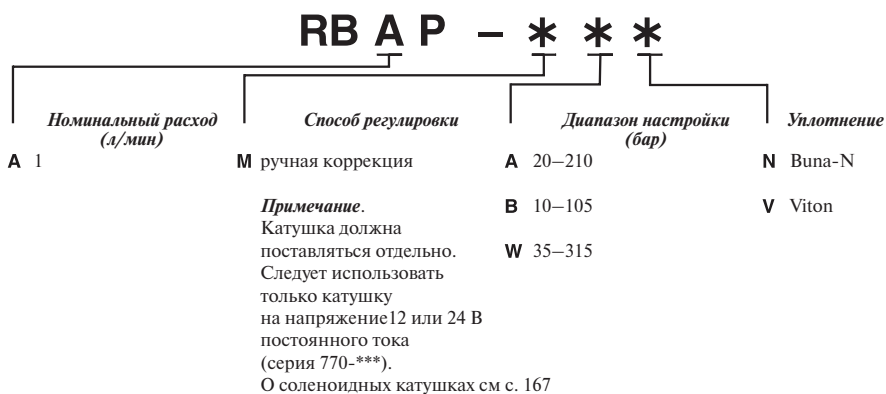 RBAP – ***
Номинальный расход
(л/мин)
A 1
Способ регулировки
M ручная коррекция
Примечание.
Катушка должна
поставляться отдельно.
Следует использовать
только катушку
на напряжение12 или 24 В
постоянного тока
(серия 770-***).
О соленоидных катушках см с. 167
Диапазон настройки
(бар)
A 20–210
B 10–105
W 35–315
Уплотнение
N Buna-N
V Viton